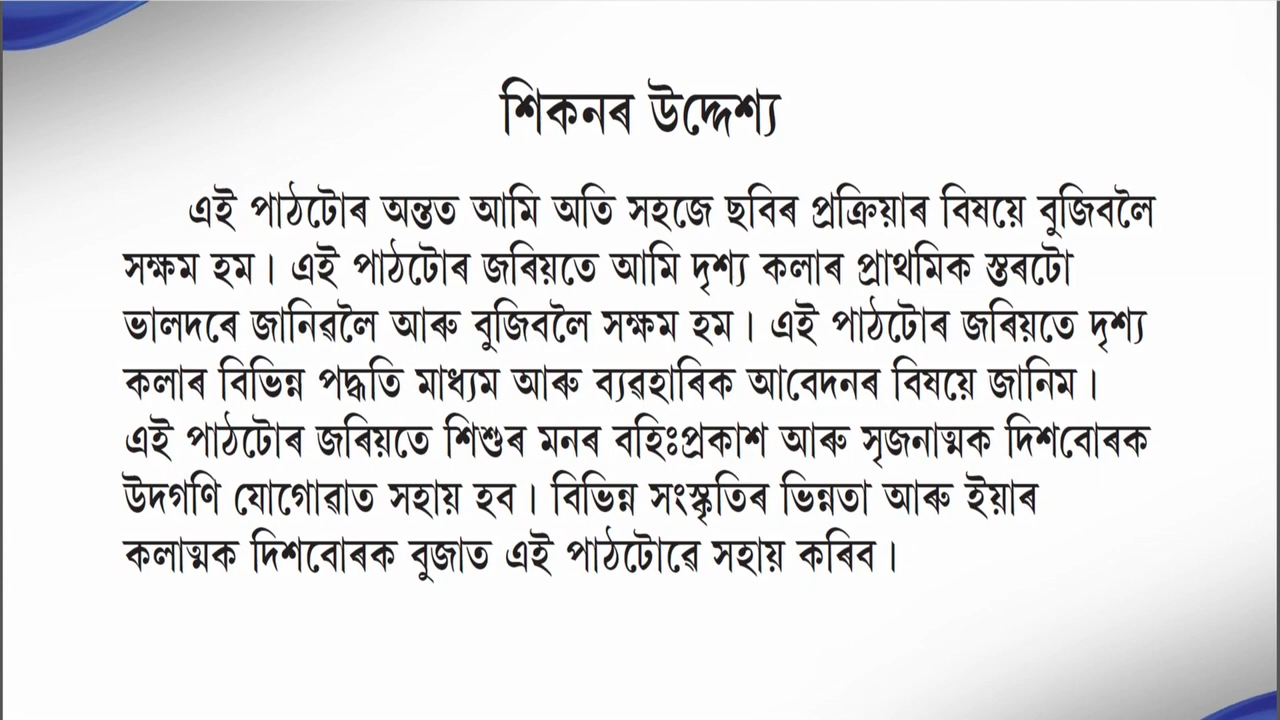 শিকনৰ উদ্দেশ্য
এই পাঠটোৰ অন্তত আমি অতি সহজে ছবিৰ প্ৰক্ৰিয়াৰ বিষয়ে বুজিবলৈ
সক্ষম হম। এই পাঠটোৰ জৰিয়তে আমি দৃশ্য কলাৰ প্ৰাথমিক স্তৰটো
ভালদৰে জানিৱলৈ আৰু বুজিবলৈ সক্ষম হম। এই পাঠটোৰ জৰিয়তে দৃশ্য
কলাৰ বিভিন্ন পদ্ধতি মাধ্যম আৰু ব্যৱহাৰিক আবেদনৰ বিষয়ে জানিম।
এই পাঠটোৰ জৰিয়তে শিশুৰ মনৰ বহিঃপ্ৰকাশ আৰু সৃজনাত্মক দিশবোৰক
উদগণি যোগোৱাত সহায় হব। বিভিন্ন সংস্কৃতিৰ ভিন্নতা আৰু ইয়াৰ
কলাত্মক দিশবোৰক বুজাত এই পাঠটোৱে সহায় কৰিব।